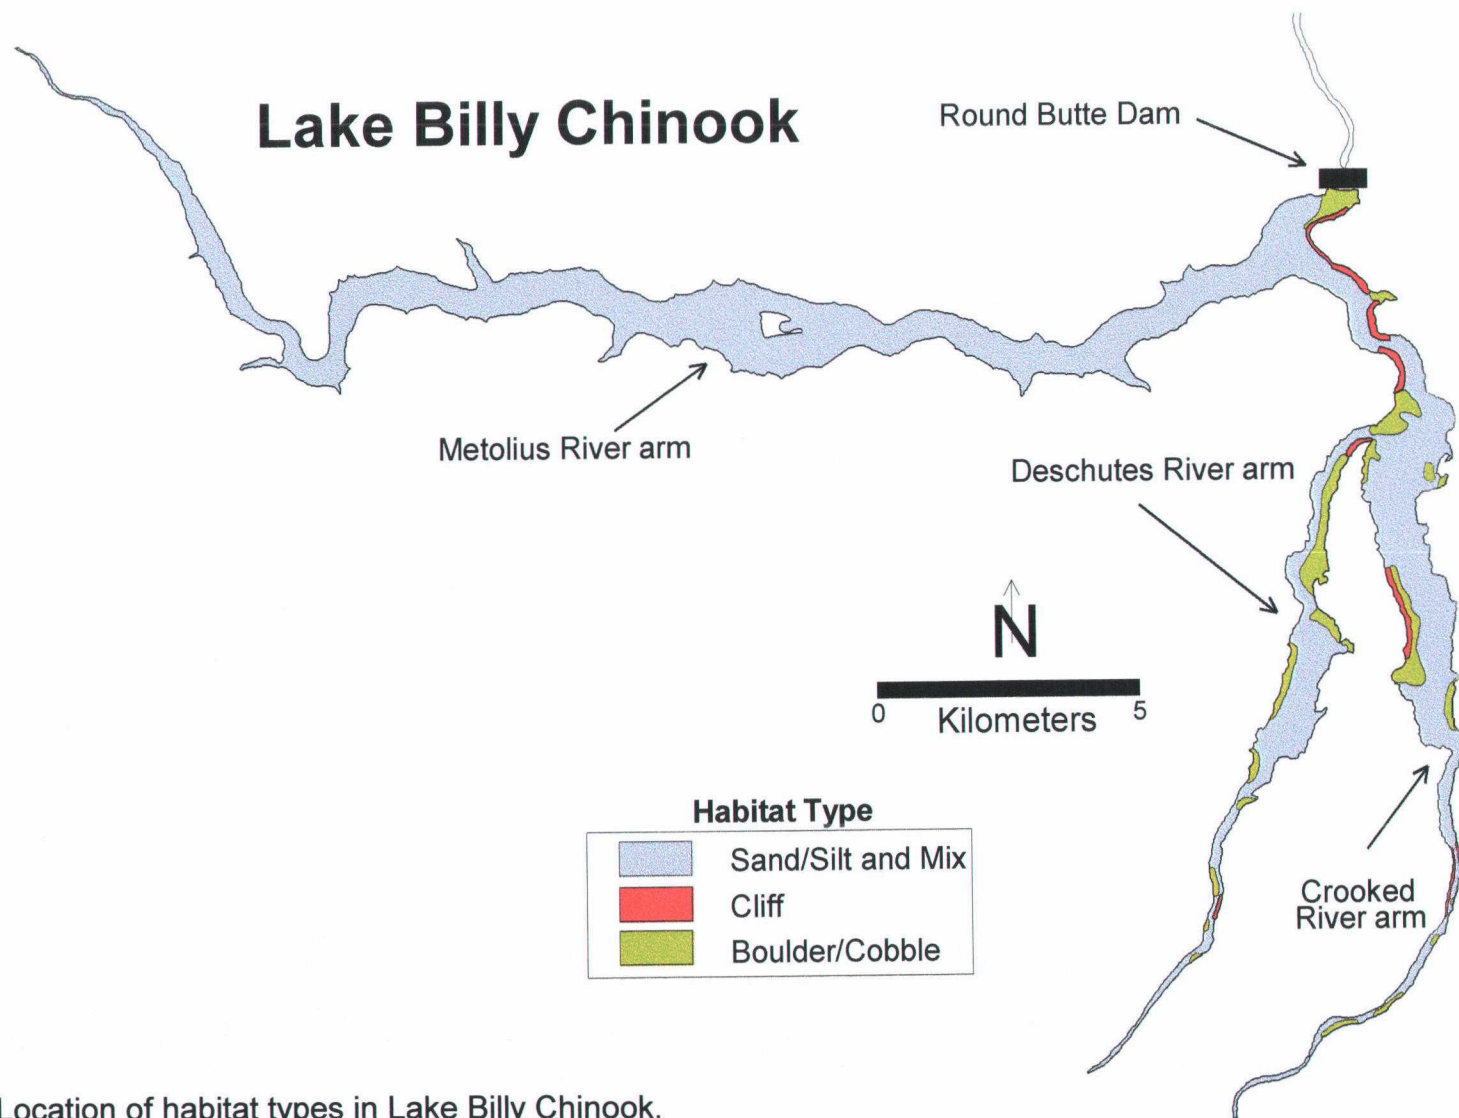 Lake Billy Chinook
Round Butte Dam
Metolius River arm
Deschutes River arm
N
0 5
Kilometers
Habitat Type
Sand/Silt and Mix
Cliff
Boulder/Cobble
Crooked
River arm
Location of habitat types in Lake Billy Chinook.